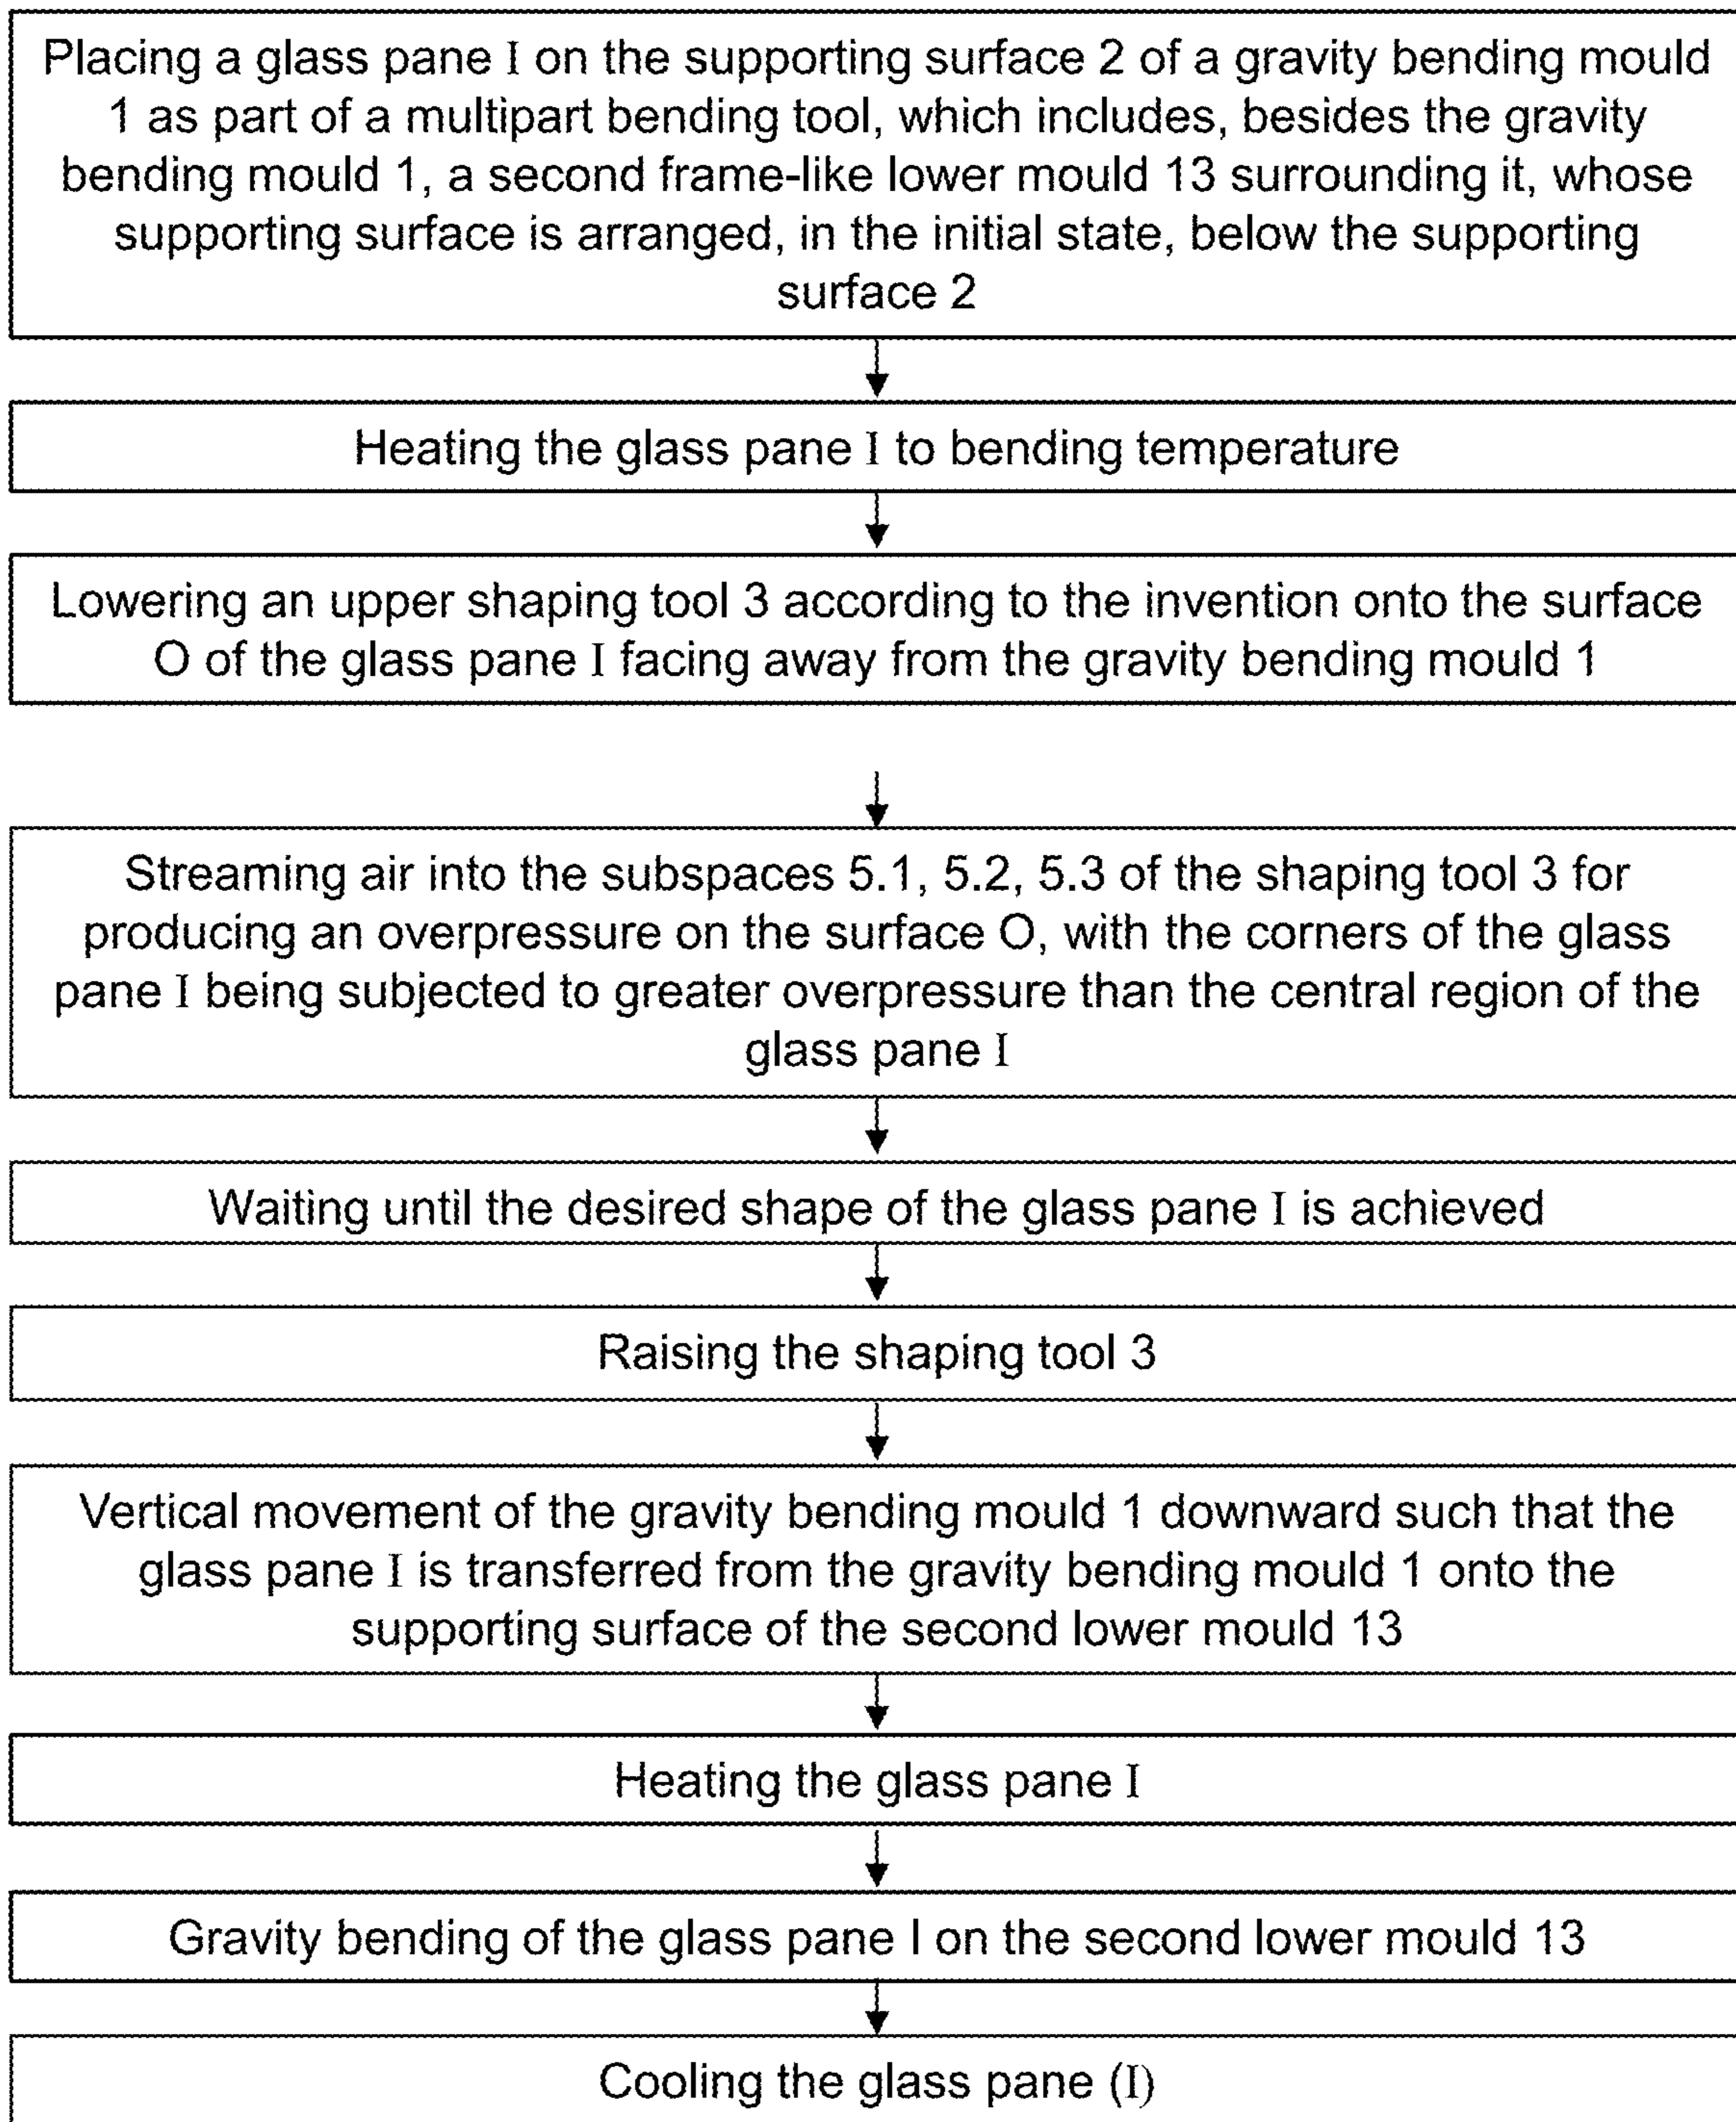 Placing a glass pane I on the supporting surface 2 of a gravity bending mould
1 as part of a multipart bending tool, which includes, besides the gravity
bending mould 1, a second frame-like lower mould 13 surrounding it, whose
supporting surface is arranged, in the initial state, below the supporting
surface 2
Heating the glass pane I to bending temperature
Lowering an upper shaping tool 3 according to the invention onto the surface
O of the glass pane I facing away from the gravity bending mould 1
Streaming air into the subspaces 5.1, 5.2, 5.3 of the shaping tool 3 for
producing an overpressure on the surface O, with the corners of the glass
pane I being subjected to greater overpressure than the central region of the
glass pane I
Waiting until the desired shape of the glass pane I is achieved
Raising the shaping tool 3
Vertical movement of the gravity bending mould 1 downward such that the
glass pane I is transferred from the gravity bending mould 1 onto the
supporting surface of the second lower mould 13
Heating the glass pane I
Gravity bending of the glass pane I on the second lower mould 13
Cooling the glass pane (I)